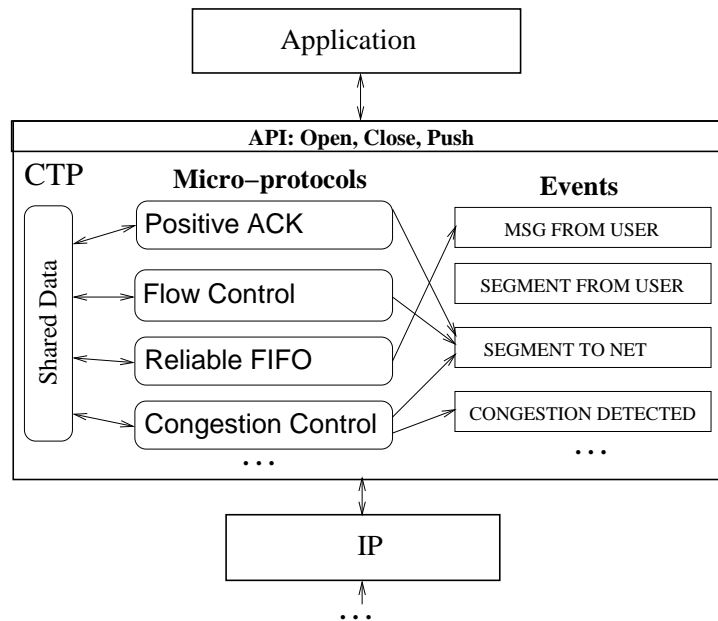 Application
API: Open, Close, Push
CTP
Micro−protocols
Events
Shared Data
Positive ACK
Flow Control
Reliable FIFO
Congestion Control
...
MSG FROM USER
SEGMENT FROM USER
SEGMENT TO NET
CONGESTION DETECTED
...
IP
...